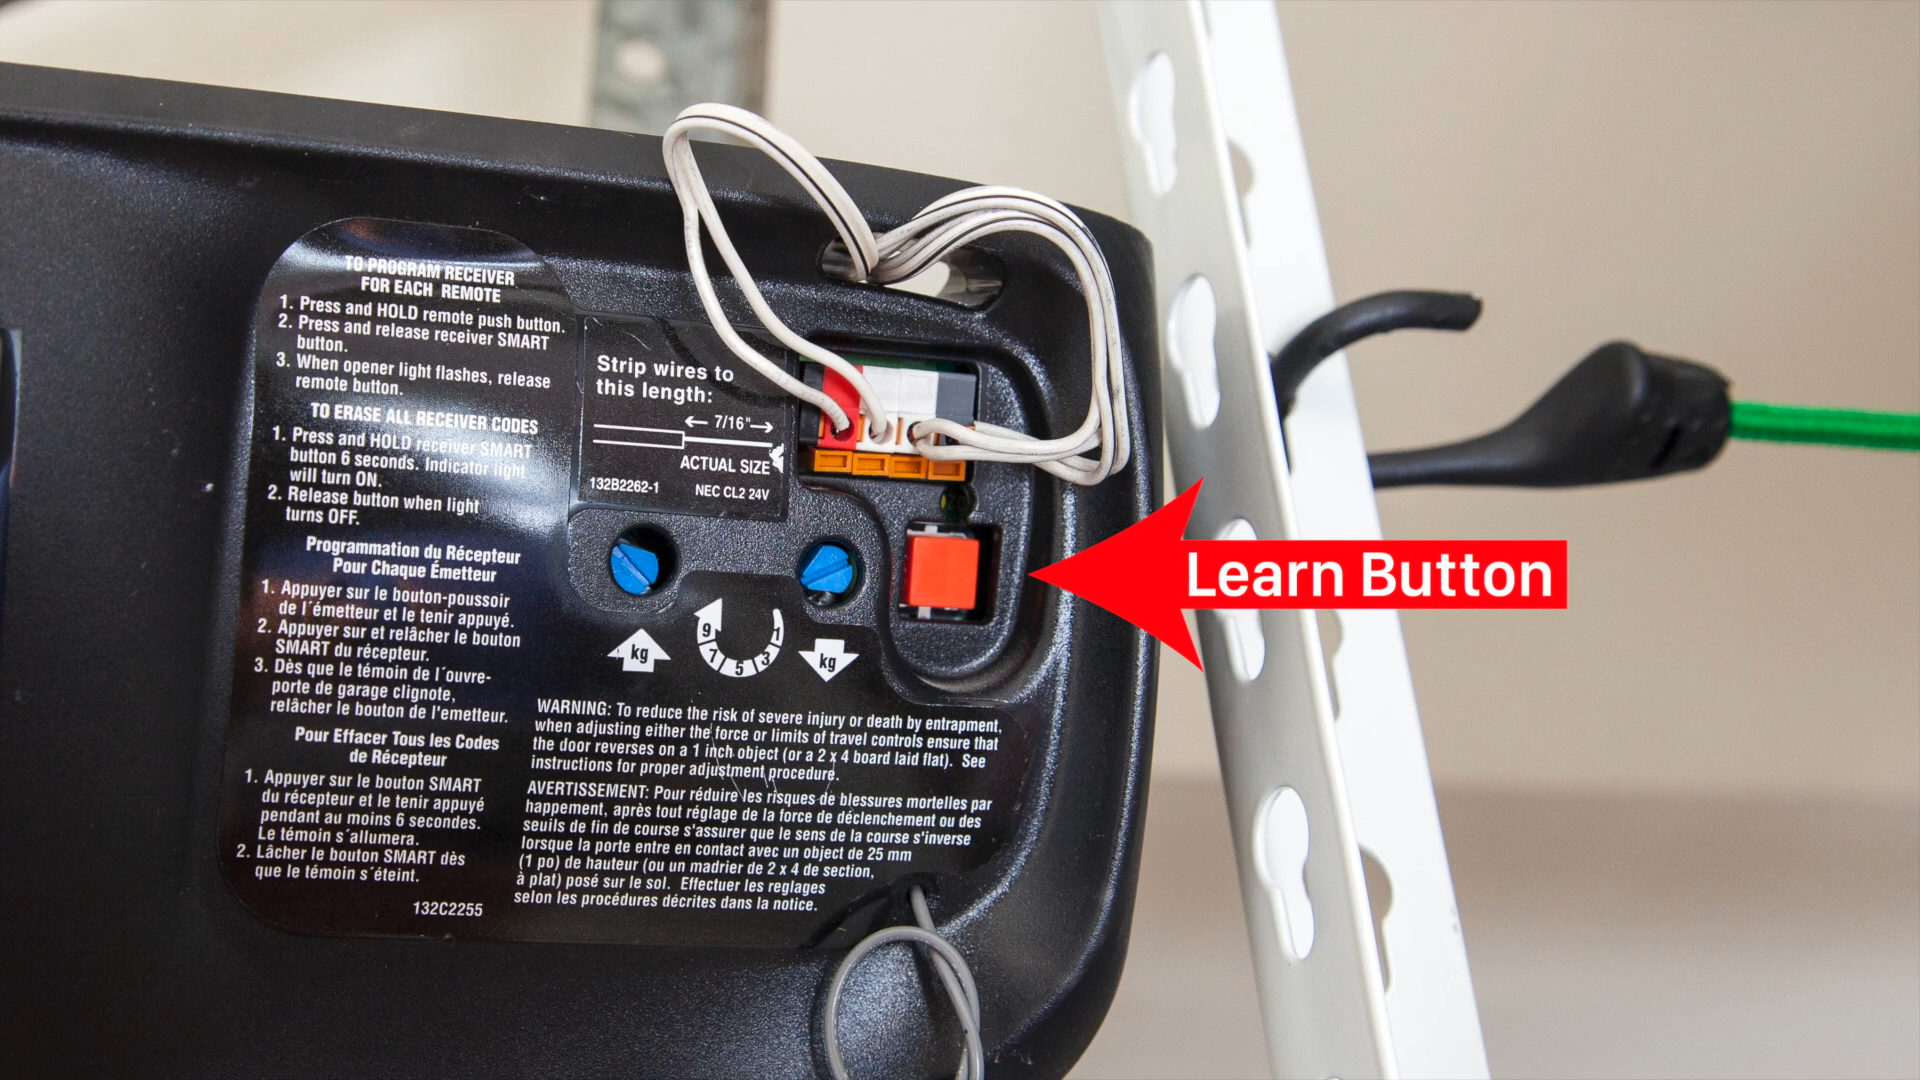 TO PROGRAM RECEIVER
FOR EACH REMOTE
1. Press and HOLD remote push button.
2. Press and release receiver SMART
button.
3. When opener light flashes, release
remote button.
TO ERASE ALL RECEIVER CODES
1. Press and HOLD receiver SMART
button 6 seconds. Indicator light
will turn ON.
2. Release button when light
turns OFF.
Programmation du Récepteur
Pour Chaque Émetteur
1. Appuyer sur le bouton-poussoir
de l´émetteur et le tenir appuyé.
2. Appuyer sur et relâcher le bouton
SMART du récepteur.
3. Dès que le témoin de l´ouvre-
porte de garage clignote,
relâcher le bouton de l'emetteur.
Pour Effacer Tous les Codes
de Récepteur
1. Appuyer sur le bouton SMART
du récepteur et le tenir appuyé
pendant au moins 6 secondes.
Le témoin s´allumera.
2. Lâcher le bouton SMART dès
que le témoin s´éteint.
132C2255
Strip wires to
this length:
7/16"
ACTUAL SIZE
132B2262-1 NEC CL2 24V
kg
9 7 5 3 1
kg
WARNING: To reduce the risk of severe injury or death by entrapment,
when adjusting either the force or limits of travel controls ensure that
the door reverses on a 1 inch object (or a 2 x 4 board laid flat). See
instructions for proper adjustment procedure.
AVERTISSEMENT: Pour réduire les risques de blessures mortelles par
happement, après tout réglage de la force de déclenchement ou des
seuils de fin de course s'assurer que le sens de la course s'inverse
lorsque la porte entre en contact avec un object de 25 mm
(1 po) de hauteur (ou un madrier de 2 x 4 de section,
à plat) posé sur le sol. Effectuer les reglages
selon les procédures décrites dans la notice.
Learn Button